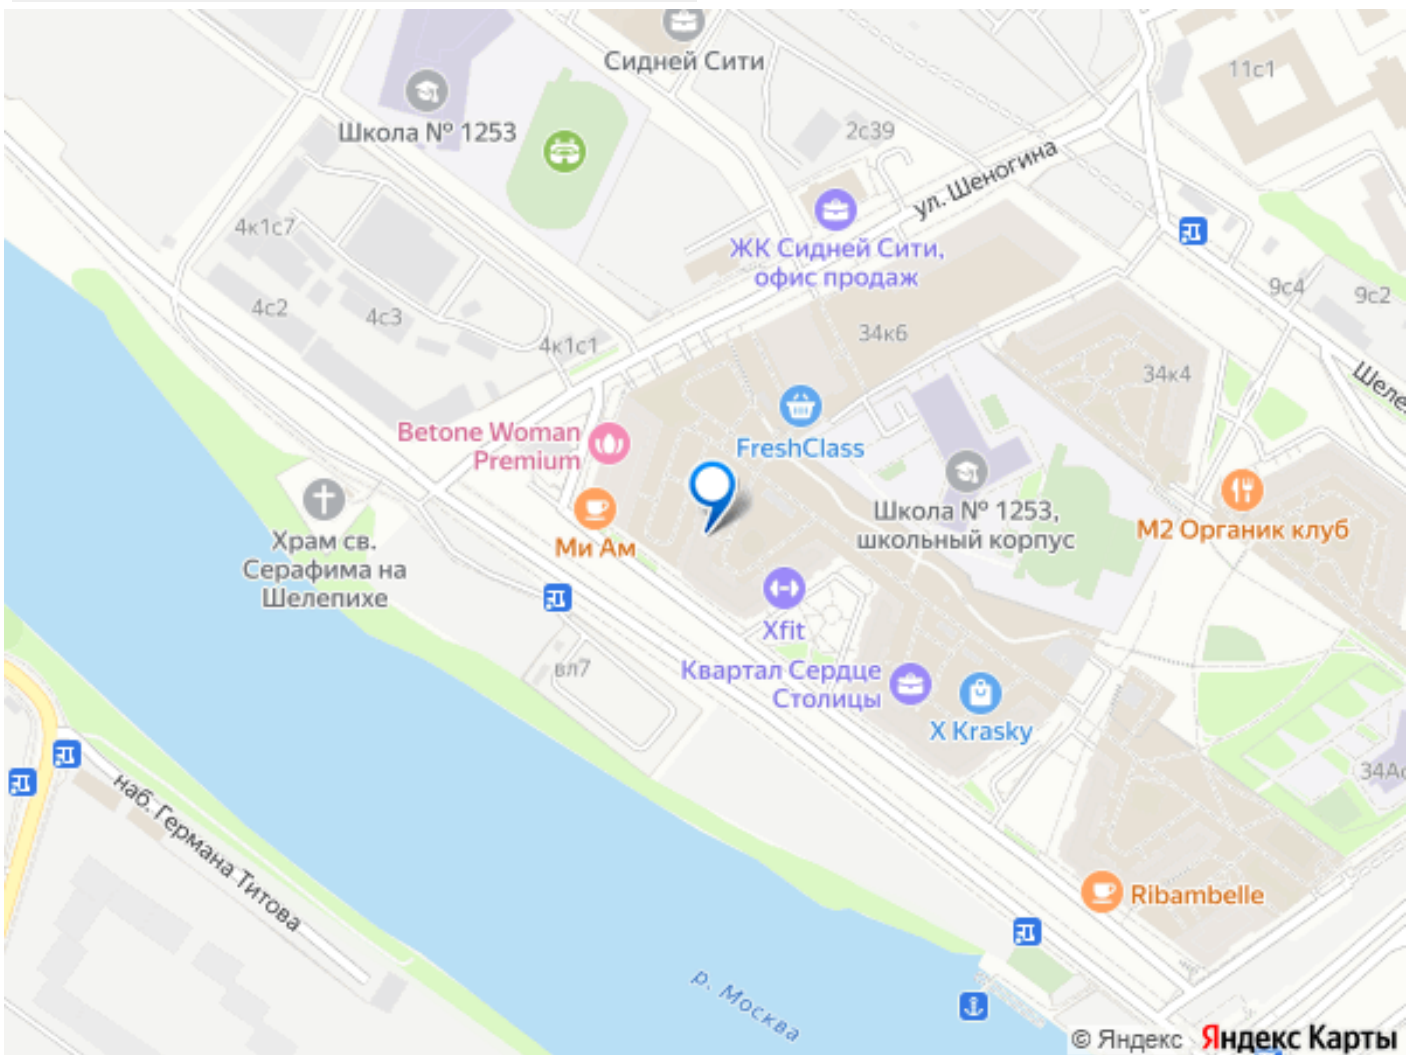 Сидней Сити
11с1
Школа № 1253
2с39
ул. Шеногина
4к1с7
ЖК Сидней Сити,
офис продаж
9с4
9с2
4с2
4с3
34к6
4к1с1
34к4
Шеле
Betone Woman
Premium
FreshClass
Школа № 1253,
школьный корпус
М2 Органик клуб
Ми Ам
Храм св.
Серафима на
Шелепихе
Xfit
вл7
Квартал Сердце
Столицы
X Krasky
34Ас
наб. Германа Титова
Ribambelle
р. Москва
© Яндекс Яндекс Карты